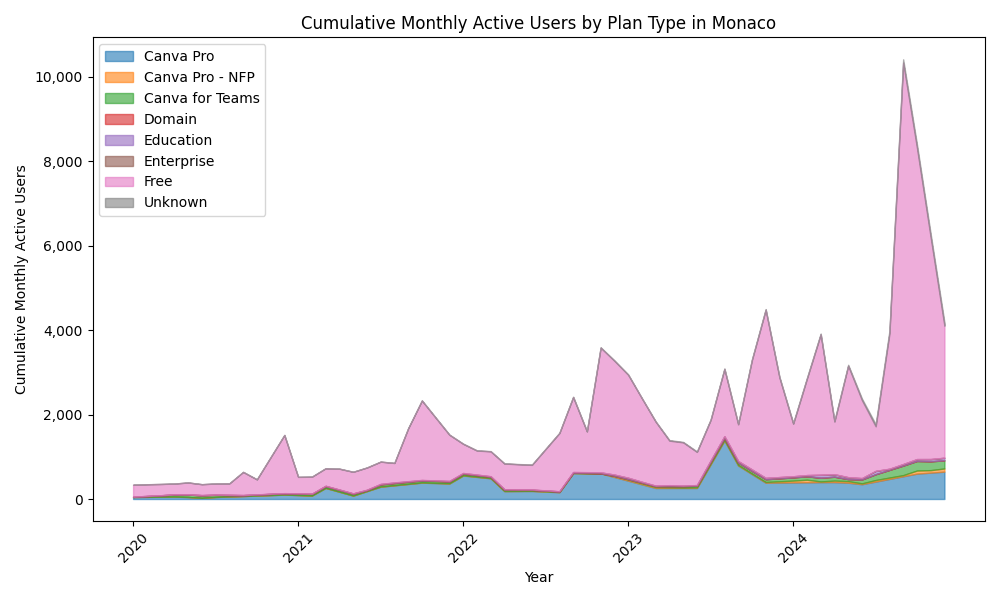 Cumulative Monthly Active Users by Plan Type in Monaco
Canva Pro
Canva Pro - NFP
Canva for Teams
Domain
Education
Enterprise
Free
Unknown
Cumulative Monthly Active Users
10,000
8,000
6,000
4,000
2,000
0
2020
2021
2022
2023
2024
Year